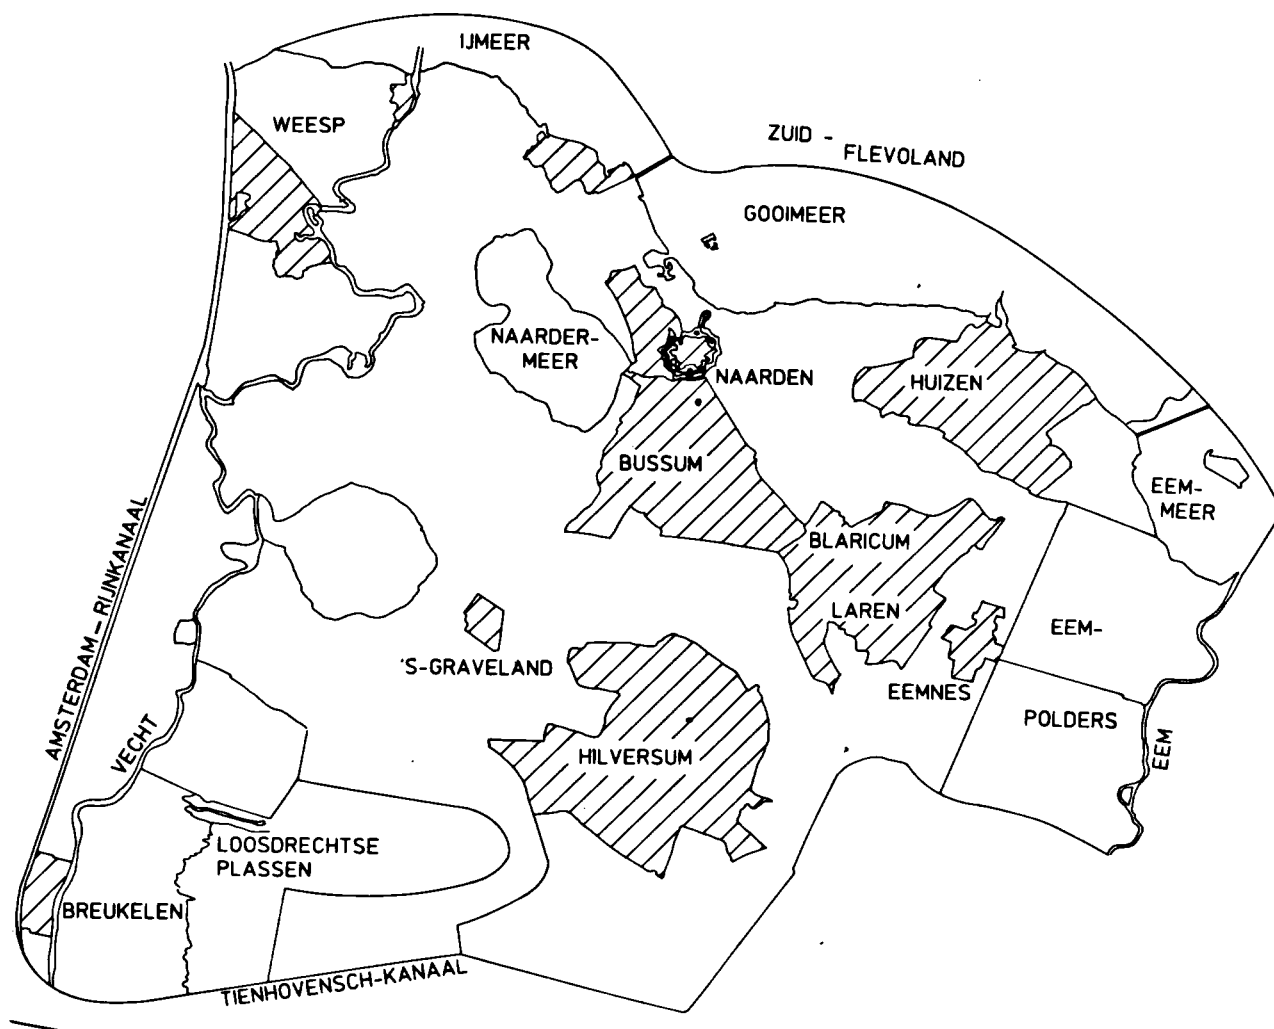 IJMEER
WEESP
ZUID -
FLEVOLAND
GOOIMEER
NAARDER-
MEER
NAARDEN
HUIZEN
BUSSUM
EEM-
MEER
BLARICUM
LAREN
EEM-
'S-GRAVELAND
EEMNES
POLDERS
AMSTERDAM-RIJNKANAAL
VECHT
HILVERSUM
EEM
LOOSDRECHTSE
PLASSEN
BREUKELEN
TIENHOVENSCH-KANAAL